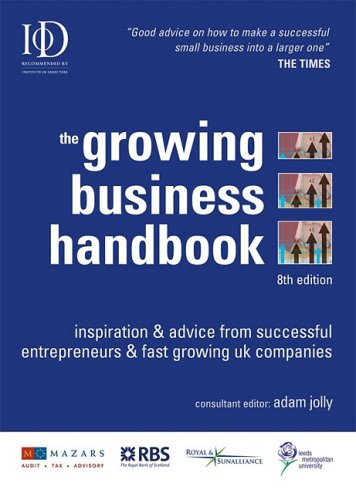 IOD
RECOMMENDED BY
INSTITUTE OF DIRECTORS
"Good advice on how to make a successful
small business into a larger one"
THE TIMES
the growing
business
handbook
8th edition
inspiration & advice from successful
entrepreneurs & fast growing uk companies
consultant editor: adam jolly
MAZARS
AUDIT • TAX • ADVISORY
RBS
The Royal Bank of Scotland
ROYAL &
SUNALLIANCE
leeds
metropolitan
university